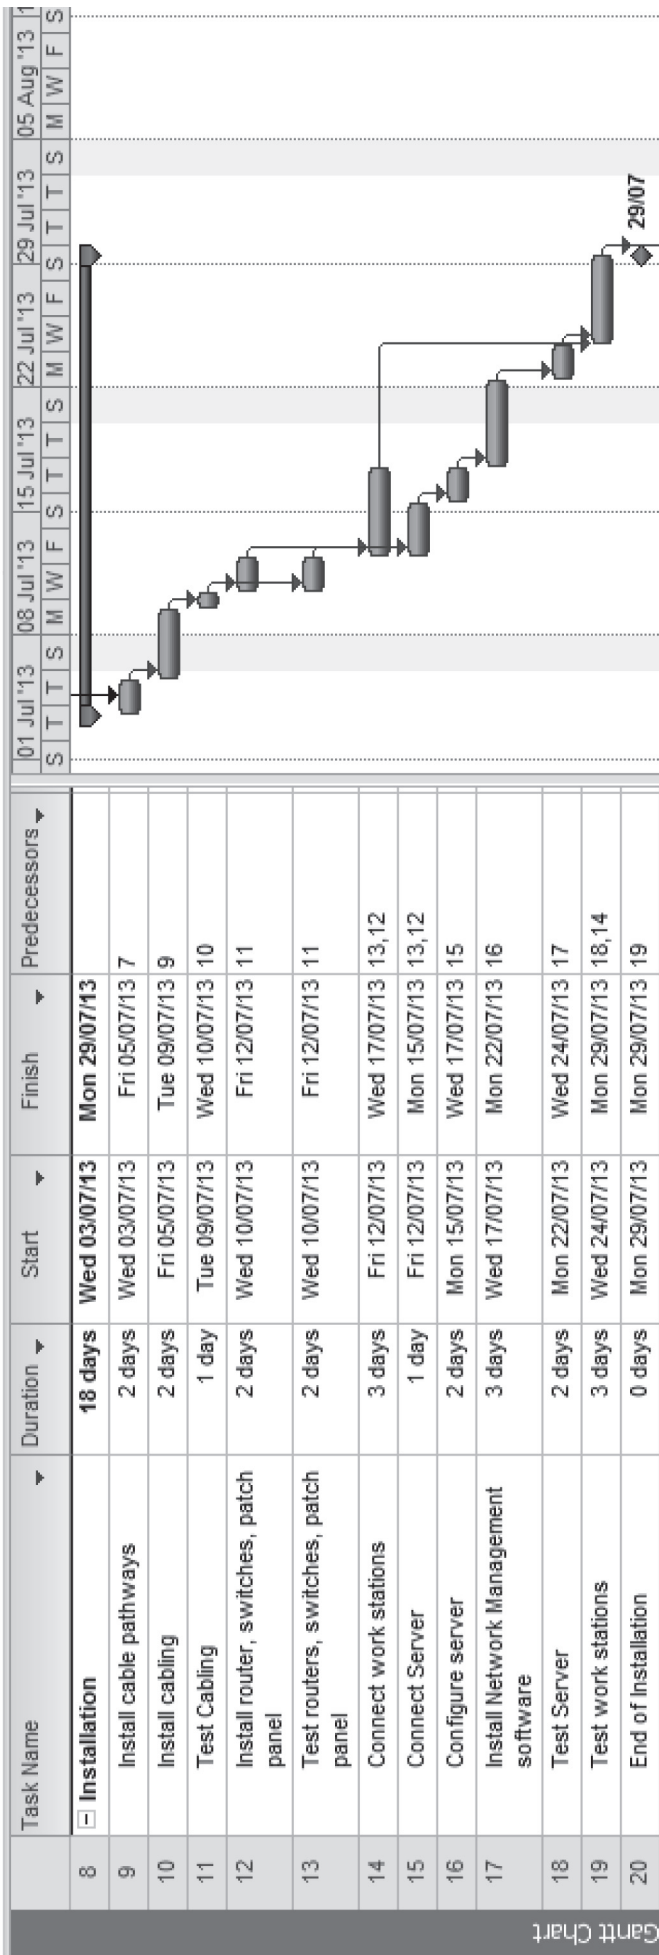 Task Name Duration Start Finish Predecessors
01 Jul '13 08 Jul '13 15 Jul '13 22 Jul '13 29 Jul '13 05 Aug '13 1
S T T S M W F S T T S M W F S T T S M W F S
8 Installation 18 days Wed 03/07/13 Mon 29/07/13
9 Install cable pathways 2 days Wed 03/07/13 Fri 05/07/13 7
10 Install cabling 2 days Fri 05/07/13 Tue 09/07/13 9
11 Test Cabling 1 day Tue 09/07/13 Wed 10/07/13 10
12 Install router, switches, patch 2 days Wed 10/07/13 Fri 12/07/13 11
panel
13 Test routers, switches, patch 2 days Wed 10/07/13 Fri 12/07/13 11
panel
14 Connect work stations 3 days Fri 12/07/13 Wed 17/07/13 13,12
15 Connect Server 1 day Fri 12/07/13 Mon 15/07/13 13,12
16 Configure server 2 days Mon 15/07/13 Wed 17/07/13 15
17 Install Network Management 3 days Wed 17/07/13 Mon 22/07/13 16
software
18 Test Server 2 days Mon 22/07/13 Wed 24/07/13 17
19 Test work stations 3 days Wed 24/07/13 Mon 29/07/13 18,14
20 End of Installation 0 days Mon 29/07/13 Mon 29/07/13 19
29/07
Gantt Chart